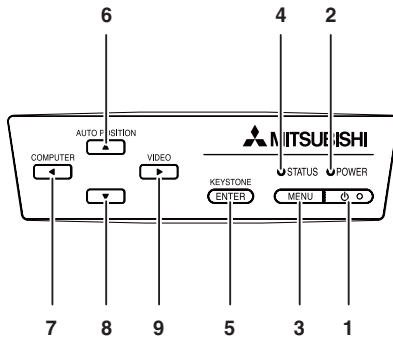 6 4 2
AUTO POSITION
MITSUBISHI
COMPUTER VIDEO
STATUS POWER
KEYSTONE
ENTER MENU
7 8 9 5 3 1